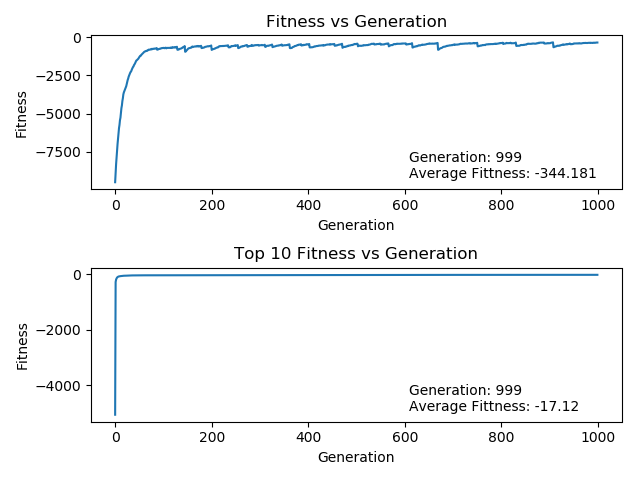 Fitness vs Generation
0
−2500
−5000
−7500
Fitness
Generation: 999
Average Fittness: -344.181
0 200 400 600 800 1000
Generation
Top 10 Fitness vs Generation
0
−2000
−4000
Fitness
Generation: 999
Average Fittness: -17.12
0 200 400 600 800 1000
Generation